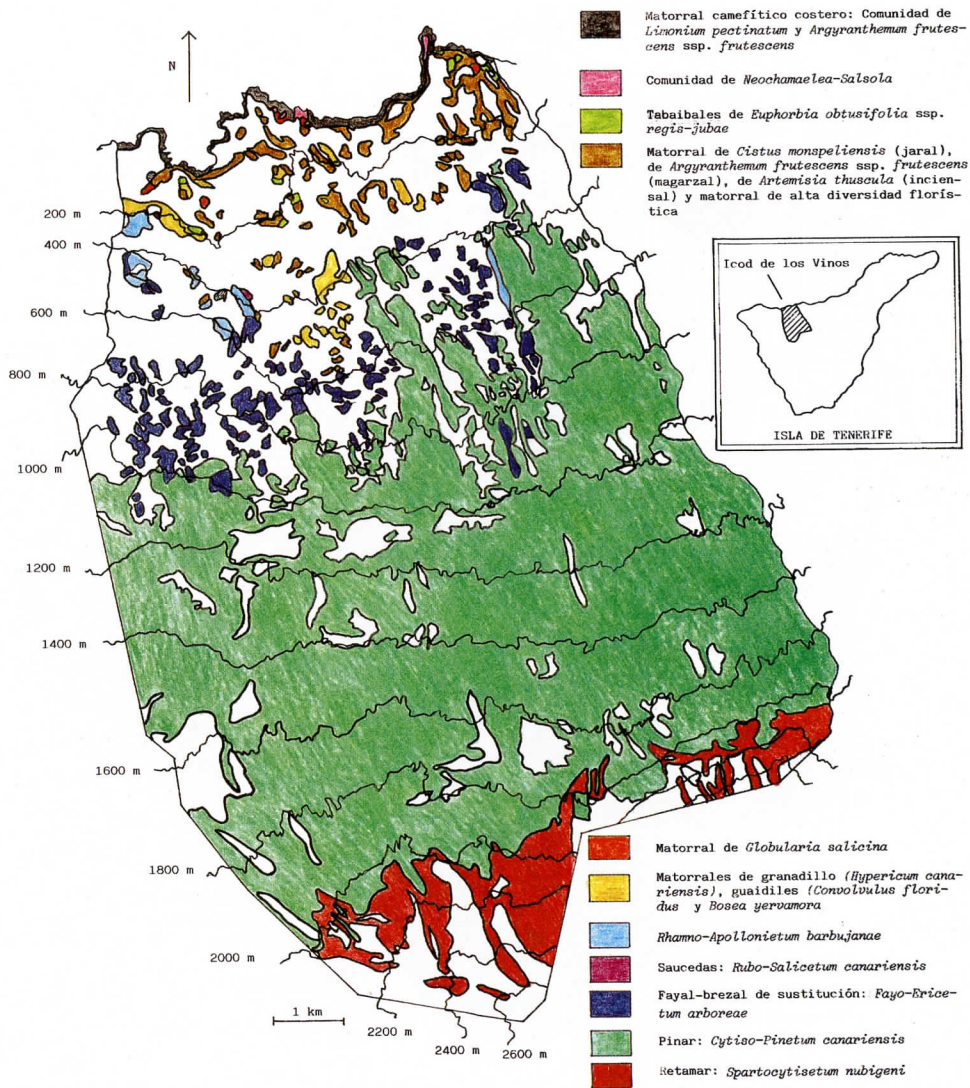 Matorral camefítico costero: Comunidad de
Limonium pectinatum y Argyranthemum frutes-
cens ssp. frutescens
N
Comunidad de Neochamaelea-Salsola
Tabaibales de Euphorbia obtusifolia ssp.
regis-jubae
Matorral de Cistus monspeliensis (jaral),
de Argyranthemum frutescens ssp. frutescens
(magarzal), de Artemisia thuscula (incien-
sal) y matorral de alta diversidad florís-
tica
200 m
400 m
600 m
800 m
1000 m
1200 m
1400 m
1600 m
1800 m
2000 m
2200 m
2400 m
2600 m
1 km
Icod de los Vinos
ISLA DE TENERIFE
Matorral de Globularia salicina
Matorrales de granadillo (Hypericum cana-
riensis), guaidiles (Convolvulus flori-
dus y Bosea yervamora
Rhamno-Apollonietum barbujanae
Saucedas: Rubo-Salicetum canariensis
Fayal-brezal de sustitución: Fayo-Erice-
tum arboreae
Pinar: Cytiso-Pinetum canariensis
Retamar: Spartocytisetum nubigeni